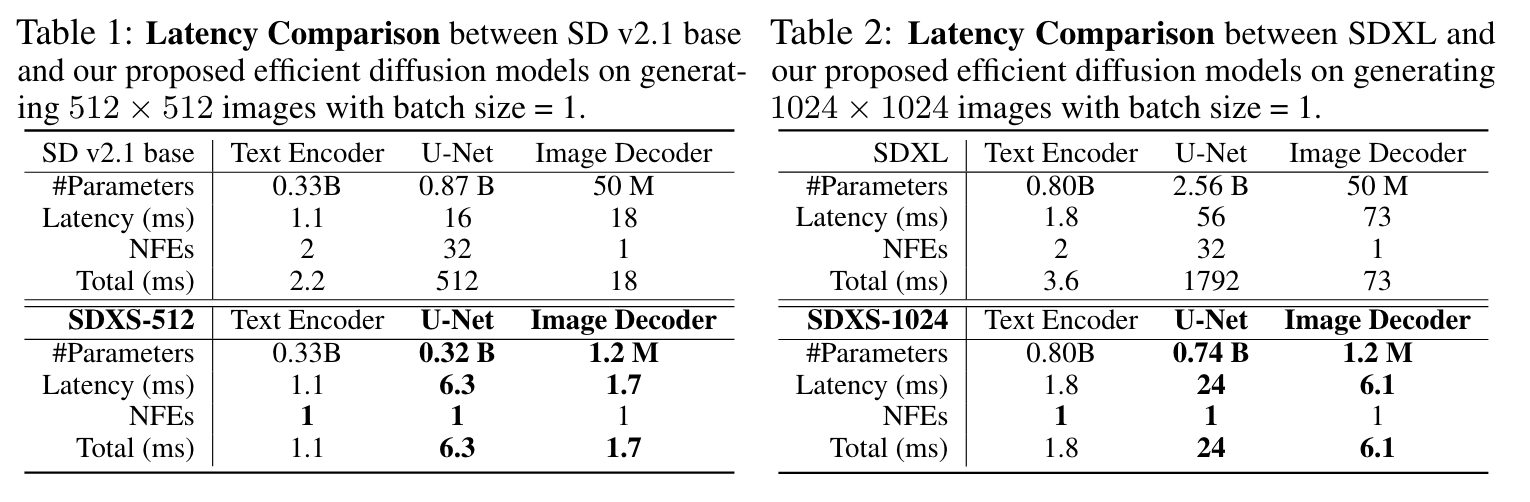 Table 1: Latency Comparison between SD v2.1 base
and our proposed efficient diffusion models on generat-
ing 512 × 512 images with batch size = 1.
SD v2.1 base Text Encoder U-Net Image Decoder
#Parameters 0.33B 0.87 B 50 M
Latency (ms) 1.1 16 18
NFEs 2 32 1
Total (ms) 2.2 512 18
SDXS-512 Text Encoder U-Net Image Decoder
#Parameters 0.33B 0.32 B 1.2 M
Latency (ms) 1.1 6.3 1.7
NFEs 1 1 1
Total (ms) 1.1 6.3 1.7
Table 2: Latency Comparison between SDXL and
our proposed efficient diffusion models on generating
1024 × 1024 images with batch size = 1.
SDXL Text Encoder U-Net Image Decoder
#Parameters 0.80B 2.56 B 50 M
Latency (ms) 1.8 56 73
NFEs 2 32 1
Total (ms) 3.6 1792 73
SDXS-1024 Text Encoder U-Net Image Decoder
#Parameters 0.80B 0.74 B 1.2 M
Latency (ms) 1.8 24 6.1
NFEs 1 1 1
Total (ms) 1.8 24 6.1